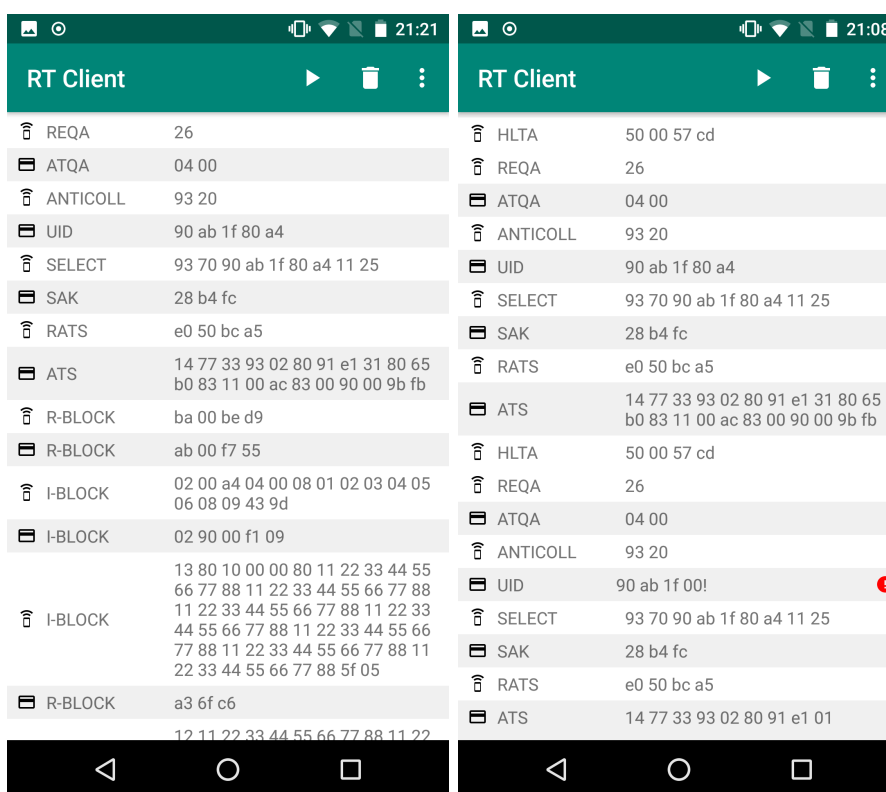 21:21
RT Client
REQA 26
ATQA 04 00
ANTICOLL 93 20
UID 90 ab 1f 80 a4
SELECT 93 70 90 ab 1f 80 a4 11 25
SAK 28 b4 fc
RATS e0 50 bc a5
ATS 14 77 33 93 02 80 91 e1 31 80 65
b0 83 11 00 ac 83 00 90 00 9b fb
R-BLOCK ba 00 be d9
R-BLOCK ab 00 f7 55
I-BLOCK 02 00 a4 04 00 08 01 02 03 04 05
06 08 09 43 9d
I-BLOCK 02 90 00 f1 09
I-BLOCK 13 80 10 00 00 80 11 22 33 44 55
66 77 88 11 22 33 44 55 66 77 88
11 22 33 44 55 66 77 88 11 22 33
44 55 66 77 88 11 22 33 44 55 66
77 88 11 22 33 44 55 66 77 88 11
22 33 44 55 66 77 88 5f 05
R-BLOCK a3 6f c6
12 11 22 33 44 55 66 77 88 11 22
21:08
RT Client
HLTA 50 00 57 cd
REQA 26
ATQA 04 00
ANTICOLL 93 20
UID 90 ab 1f 80 a4
SELECT 93 70 90 ab 1f 80 a4 11 25
SAK 28 b4 fc
RATS e0 50 bc a5
ATS 14 77 33 93 02 80 91 e1 31 80 65
b0 83 11 00 ac 83 00 90 00 9b fb
HLTA 50 00 57 cd
REQA 26
ATQA 04 00
ANTICOLL 93 20
UID 90 ab 1f 00!
SELECT 93 70 90 ab 1f 80 a4 11 25
SAK 28 b4 fc
RATS e0 50 bc a5
ATS 14 77 33 93 02 80 91 e1 01